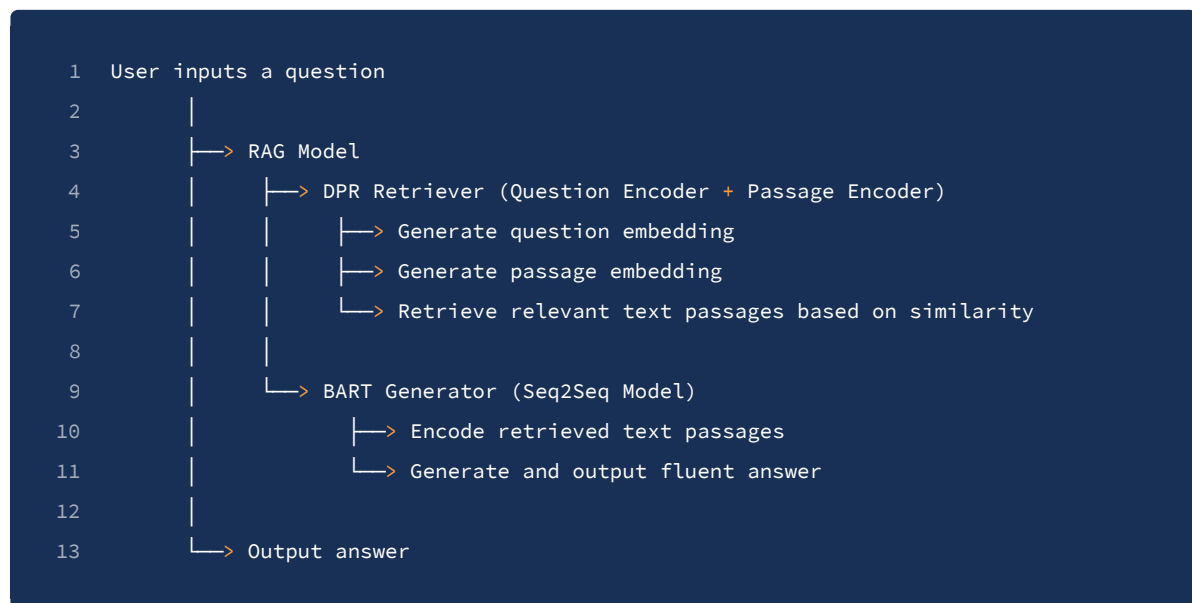 1 User inputs a question
2 │
3 ├──> RAG Model
4 │ ├──> DPR Retriever (Question Encoder + Passage Encoder)
5 │ │ ├──> Generate question embedding
6 │ │ ├──> Generate passage embedding
7 │ │ └──> Retrieve relevant text passages based on similarity
8 │ │
9 │ └──> BART Generator (Seq2Seq Model)
10 │ ├──> Encode retrieved text passages
11 │ └──> Generate and output fluent answer
12 │
13 └──> Output answer